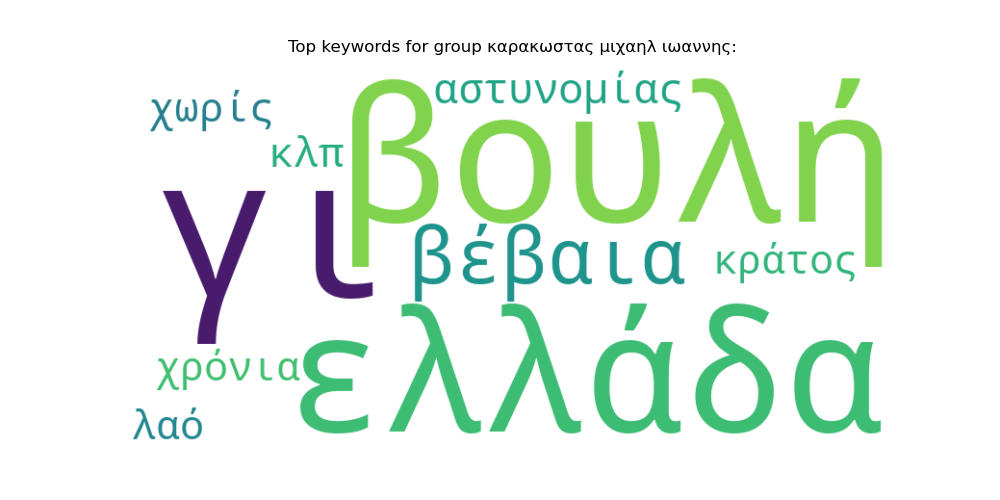 Top keywords for group καρακωστας μιχαηλ ιωαννης:
χωρίς
αστυνομίας
κλπ
βουλή
γι
βέβαια
κράτος
χρόνια
ελλάδα
λαό